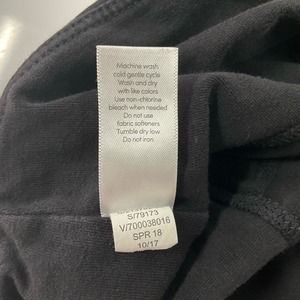 Machine wash
cold gentle cycle
Wash and dry
with like colors
Use non-chlorine
bleach when needed
Do not use
fabric softeners
Tumble dry low
Do not iron
S/79173
V/700038016
SPR 18
10/17